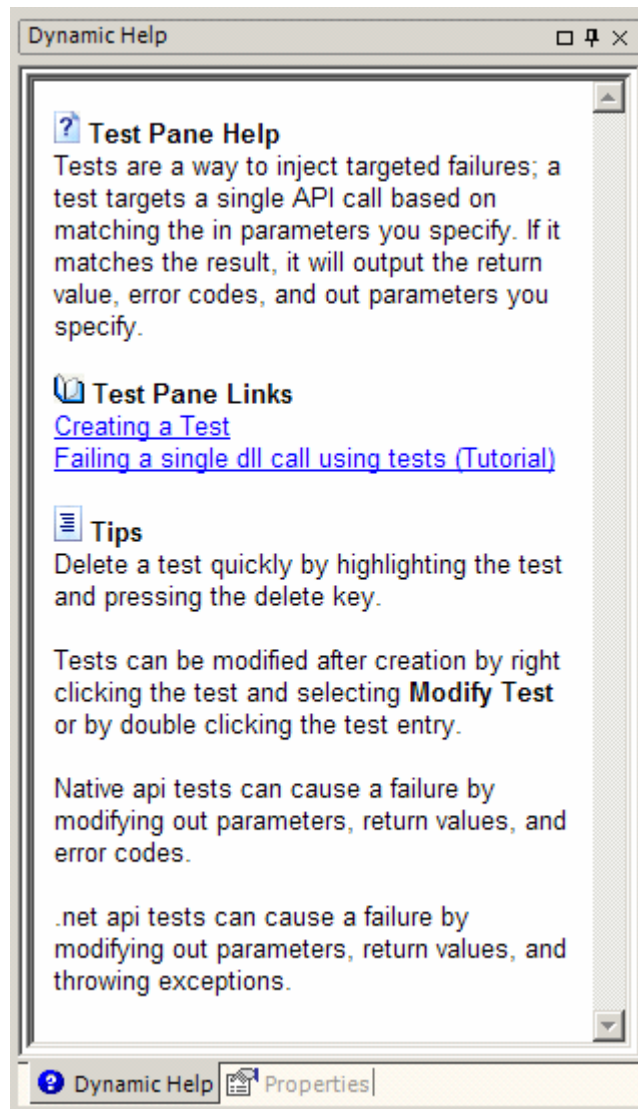 Dynamic Help
Test Pane Help
Tests are a way to inject targeted failures; a
test targets a single API call based on
matching the in parameters you specify. If it
matches the result, it will output the return
value, error codes, and out parameters you
specify.
Test Pane Links
Creating a Test
Failing a single dll call using tests (Tutorial)
Tips
Delete a test quickly by highlighting the test
and pressing the delete key.
Tests can be modified after creation by right
clicking the test and selecting Modify Test
or by double clicking the test entry.
Native api tests can cause a failure by
modifying out parameters, return values, and
error codes.
.net api tests can cause a failure by
modifying out parameters, return values, and
throwing exceptions.
Dynamic Help Properties